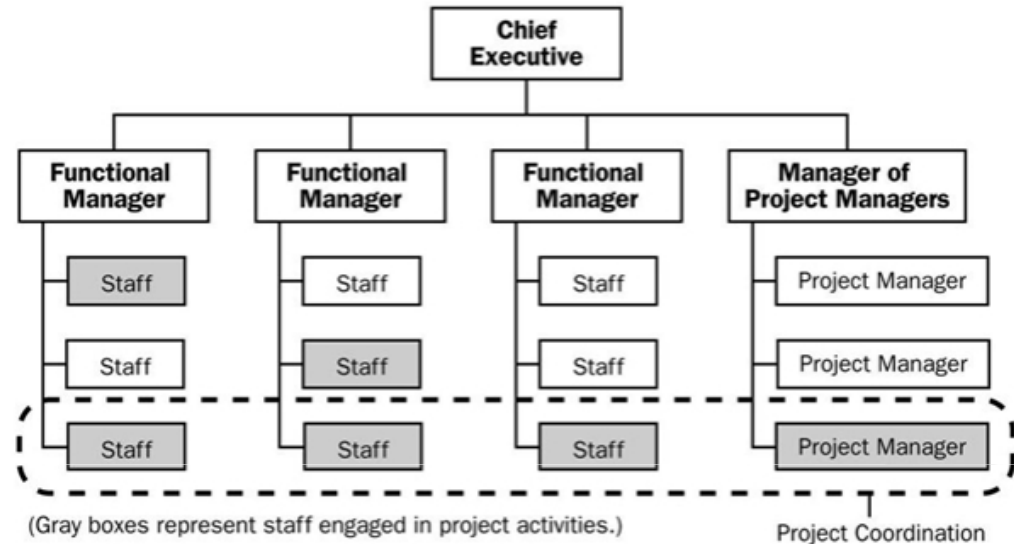 Chief
Executive
Functional
Manager
Functional
Manager
Functional
Manager
Manager of
Project Managers
Staff
Staff
Staff
Project Manager
Staff
Staff
Staff
Project Manager
Staff
Staff
Staff
Project Manager
(Gray boxes represent staff engaged in project activities.)
Project Coordination